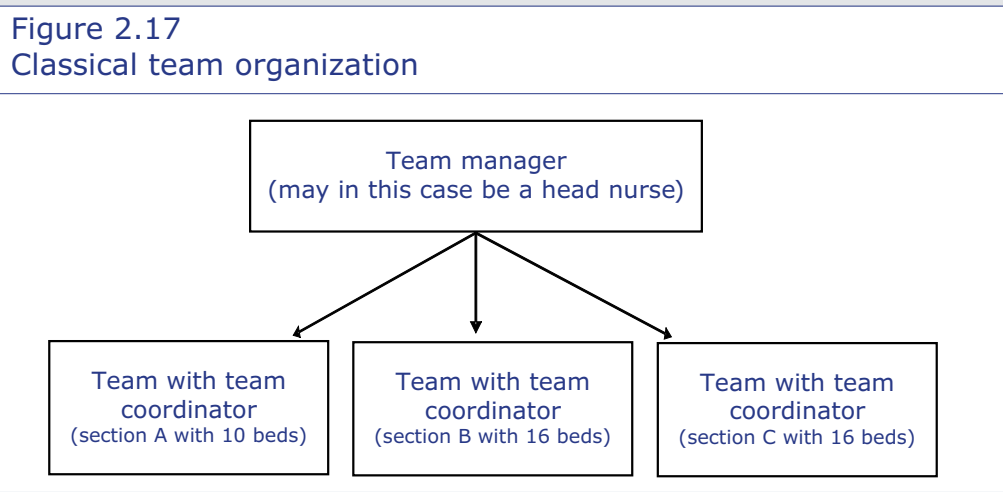 Figure 2.17
Classical team organization
Team manager
(may in this case be a head nurse)
Team with team
coordinator
(section A with 10 beds)
Team with team
coordinator
(section B with 16 beds)
Team with team
coordinator
(section C with 16 beds)